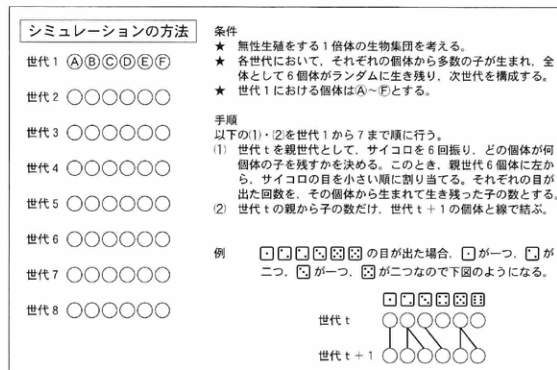 シミュレーションの方法
世代1 ⒶⒷⒸⒹⒺⒻ
世代2 ○○○○○○
世代3 ○○○○○○
世代4 ○○○○○○
世代5 ○○○○○○
世代6 ○○○○○○
世代7 ○○○○○○
世代8 ○○○○○○
条件
★ 無性生殖をする1倍体の生物集団を考える。
★ 各世代において，それぞれの個体から多数の子が生まれ，全
体として6個体がランダムに生き残り，次世代を構成する。
★ 世代1における個体はⒶ～Ⓕとする。
手順
以下の(1)・(2)を世代1から7まで順に行う。
(1) 世代tを親世代として，サイコロを6回振り，どの個体が何
個体の子を残すかを決める。このとき，親世代6個体に左か
ら，サイコロの目を小さい順に割り当てる。それぞれの目が
出た回数を，その個体から生まれて生き残った子の数とする。
(2) 世代tの親から子の数だけ，世代t＋1の個体と線で結ぶ。
例 ⚀⚁⚁⚂⚄⚄の目が出た場合，⚀が一つ，⚁が
二つ，⚂が一つ，⚄が二つなので下図のようになる。
⚀⚁⚂⚃⚄⚅
世代t ○○○○○○
世代t＋1 ○○○○○○